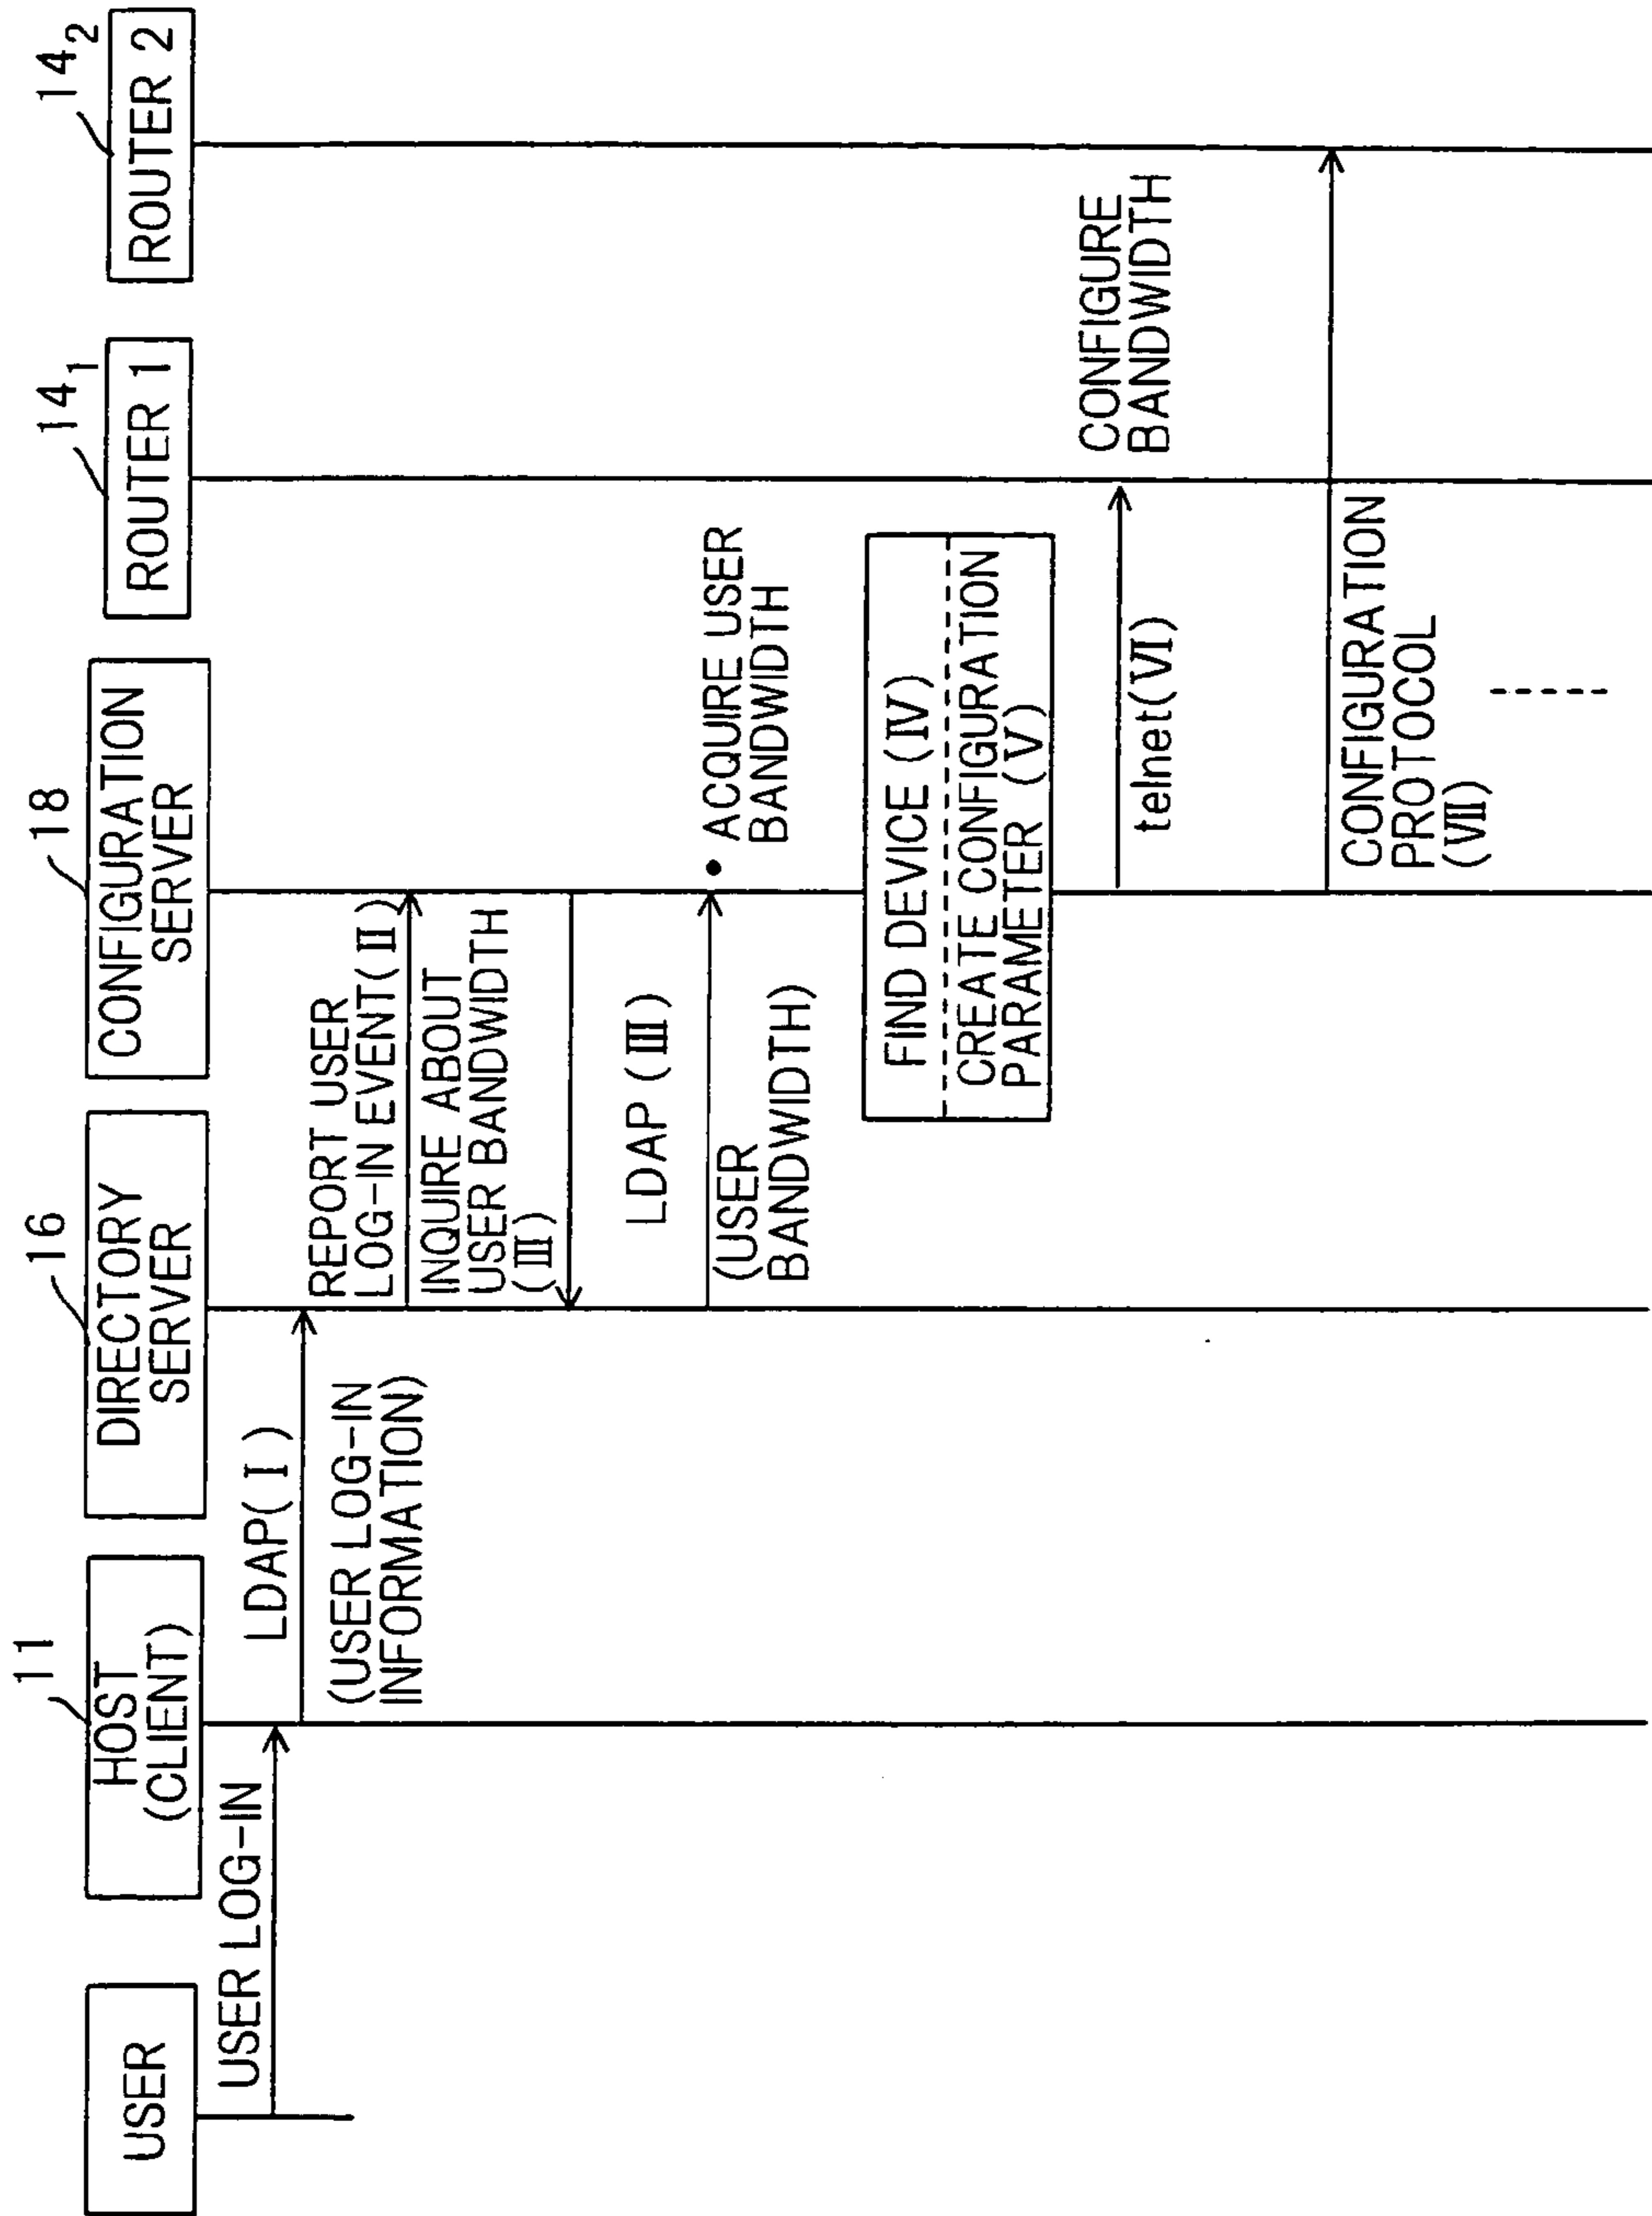 11
16
18
14₁
14₂
USER
HOST
(CLIENT)
DIRECTORY
SERVER
CONFIGURATION
SERVER
ROUTER 1
ROUTER 2
USER LOG-IN
LDAP(I)
(USER LOG-IN
INFORMATION)
REPORT USER
LOG-IN EVENT(II)
INQUIRE ABOUT
USER BANDWIDTH
(III)
LDAP (III)
(USER
BANDWIDTH)
• ACQUIRE USER
BANDWIDTH
FIND DEVICE (IV)
CREATE CONFIGURATION
PARAMETER (V)
telnet(VI)
CONFIGURE
BANDWIDTH
CONFIGURATION
PROTOCOL
(VII)